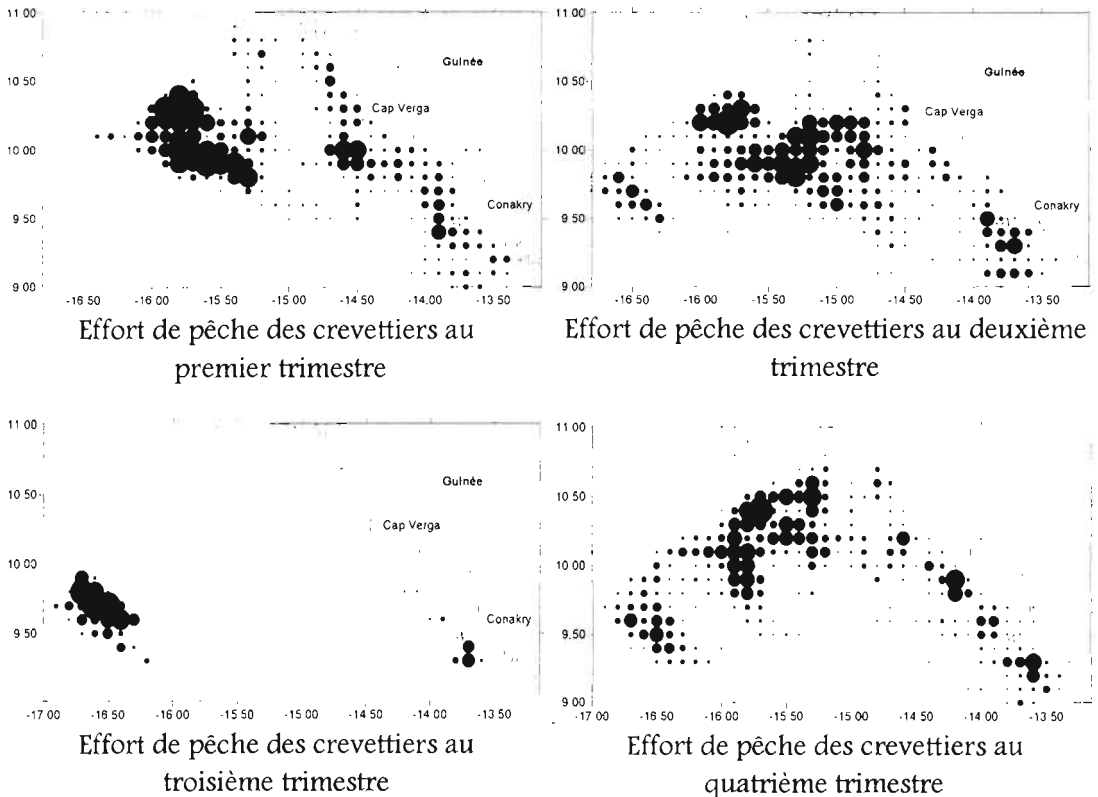 11 00
10 50
10 00
9 50
9 00
Guinée
Cap Verga
Conakry
-16 50 -16 00 -15 50 -15 00 -14 50 -14 00 -13 50
Effort de pêche des crevettiers au
premier trimestre
11 00
10 50
10 00
9 50
9 00
Guinée
Cap Verga
Conakry
-16 50 -16 00 -15 50 -15 00 -14 50 -14 00 -13 50
Effort de pêche des crevettiers au deuxième
trimestre
11 00
10 50
10 00
9 50
Guinée
Cap Verga
Conakry
-17 00 -16 50 -16 00 -15 50 -15 00 -14 50 -14 00 -13 50
Effort de pêche des crevettiers au
troisième trimestre
11 00
10 50
10 00
9 50
9 00
-17 00 -16 50 -16 00 -15 50 -15 00 -14 50 -14 00 -13 50
Effort de pêche des crevettiers au
quatrième trimestre